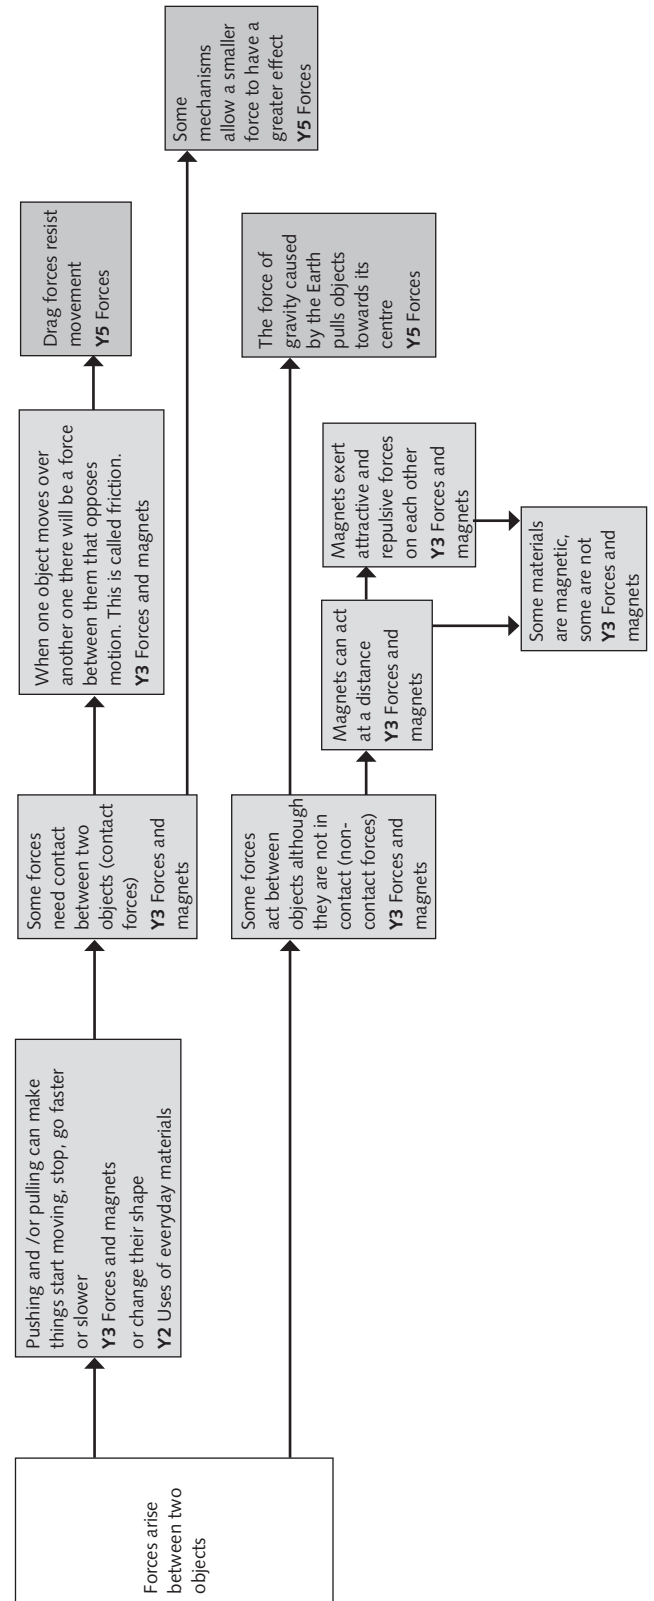 Forces arise
between two
objects
Pushing and /or pulling can make
things start moving, stop, go faster
or slower
Y3 Forces and magnets
or change their shape
Y2 Uses of everyday materials
Some forces
need contact
between two
objects (contact
forces)
Y3 Forces and
magnets
When one object moves over
another one there will be a force
between them that opposes
motion. This is called friction.
Y3 Forces and magnets
Drag forces resist
movement
Y5 Forces
Some
mechanisms
allow a smaller
force to have a
greater effect
Y5 Forces
Some forces
act between
objects although
they are not in
contact (non-
contact forces)
Y3 Forces and
magnets
The force of
gravity caused
by the Earth
pulls objects
towards its
centre
Y5 Forces
Magnets can act
at a distance
Y3 Forces and
magnets
Magnets exert
attractive and
repulsive forces
on each other
Y3 Forces and
magnets
Some materials
are magnetic,
some are not
Y3 Forces and
magnets